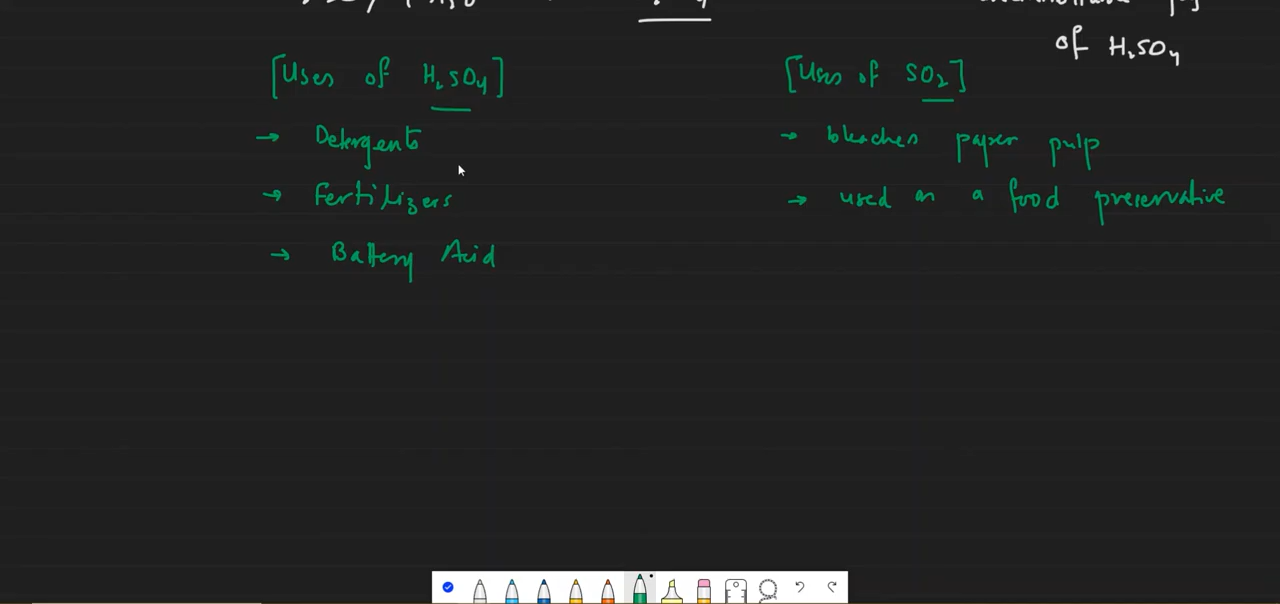 of H₂SO₄
[Uses of H₂SO₄]
→ Detergents
→ Fertilizers
→ Battery Acid
[Uses of SO₂]
→ bleaches paper pulp
→ used as a food preservative